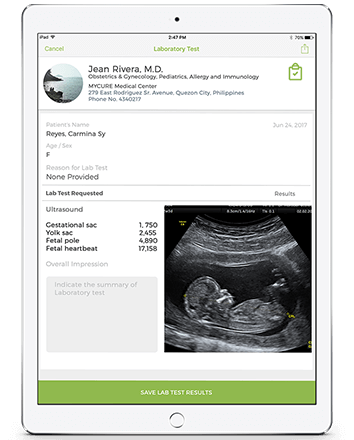 iPad
2:47 PM
70%
Cancel
Laboratory Test
Jean Rivera, M.D.
Obstetrics & Gynecology, Pediatrics, Allergy and Immunology
MYCURE Medical Center
279 East Rodriguez Sr. Avenue, Quezon City, Philippines
Phone No. 4340217
Patient's Name
Jun 24, 2017
Reyes, Carmina Sy
Age / Sex
F
Reason for Lab Test
None Provided
Lab Test Requested
Results
Ultrasound
Gestational sac 1, 750
Yolk sac 2,455
Fetal pole 4,890
Fetal heartbeat 17,158
Overall Impression
Indicate the summary of
Laboratory test
SAVE LAB TEST RESULTS